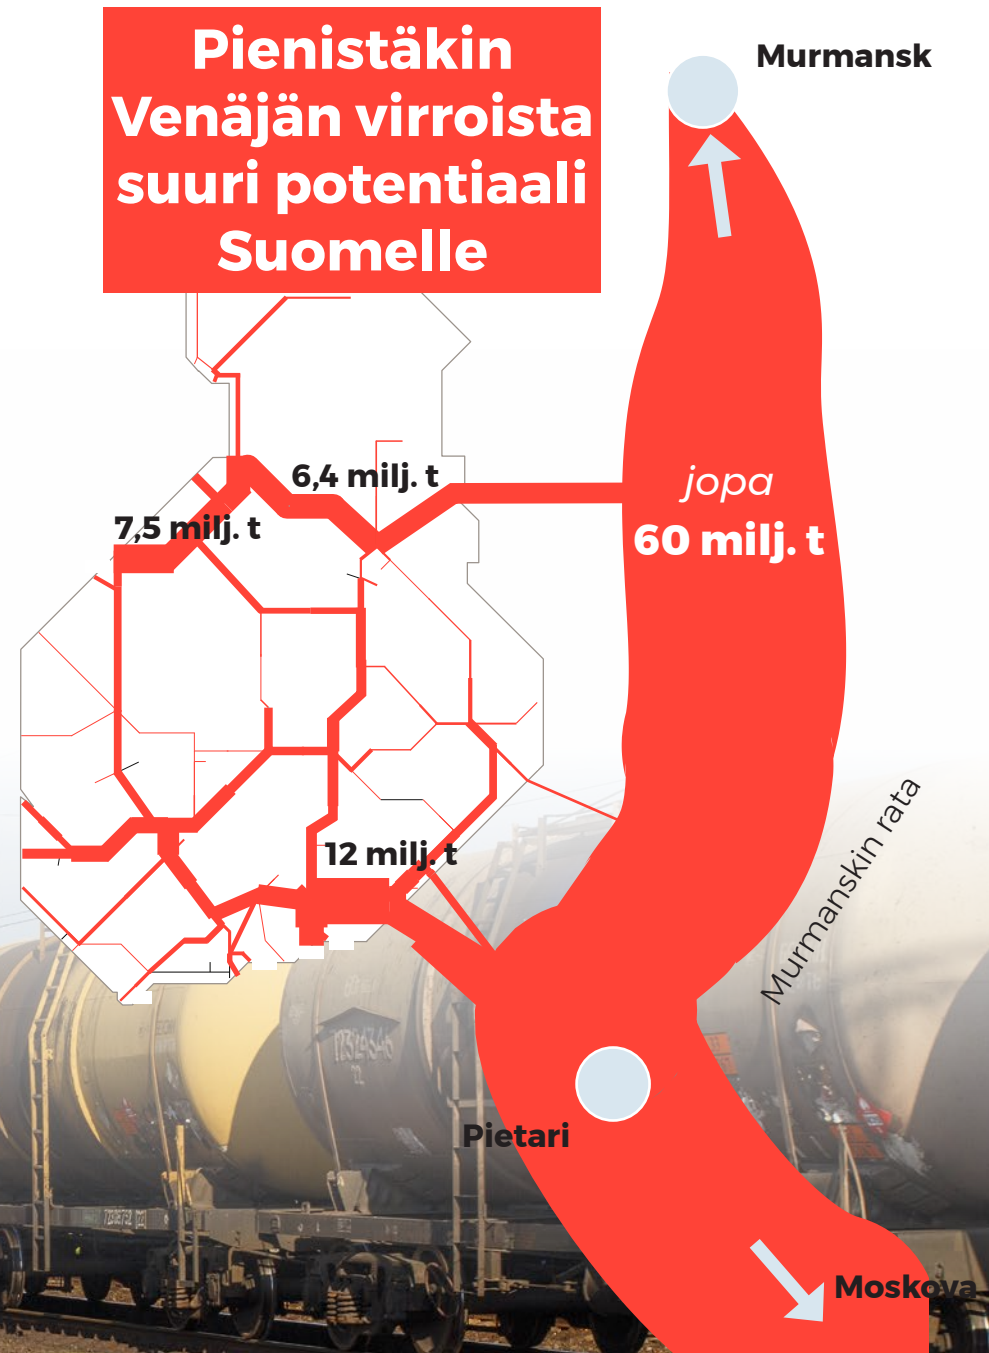 Pienistäkin
Venäjän virroista
suuri potentiaali
Suomelle
Murmansk
6,4 milj. t
7,5 milj. t
jopa
60 milj. t
12 milj. t
Murmanskin rata
Pietari
Moskova